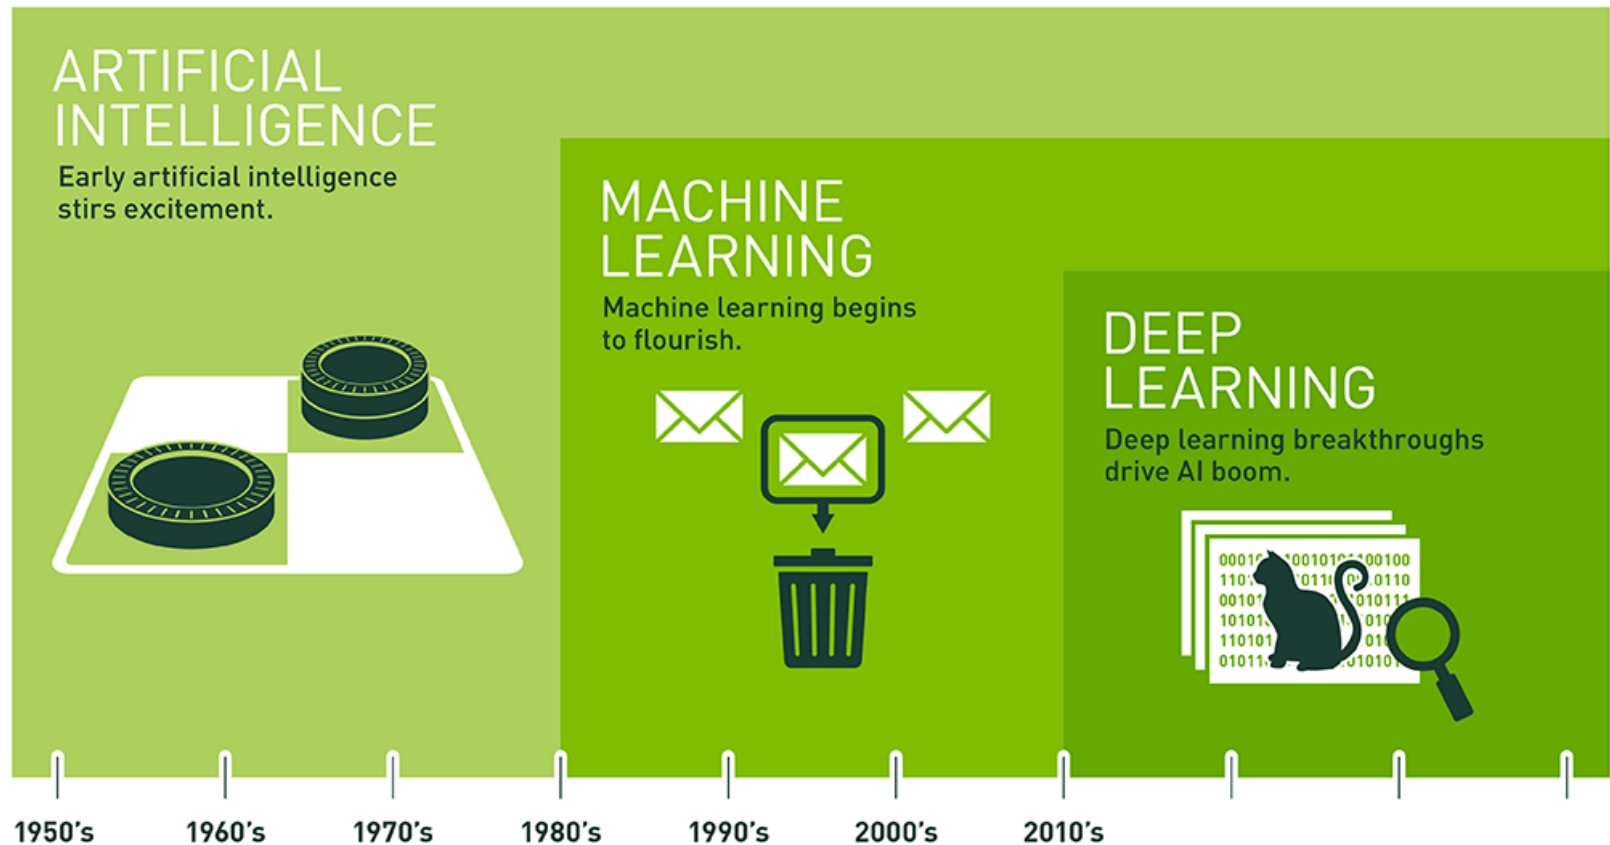 ARTIFICIAL
INTELLIGENCE
Early artificial intelligence
stirs excitement.
MACHINE
LEARNING
Machine learning begins
to flourish.
DEEP
LEARNING
Deep learning breakthroughs
drive AI boom.
1950's
1960's
1970's
1980's
1990's
2000's
2010's